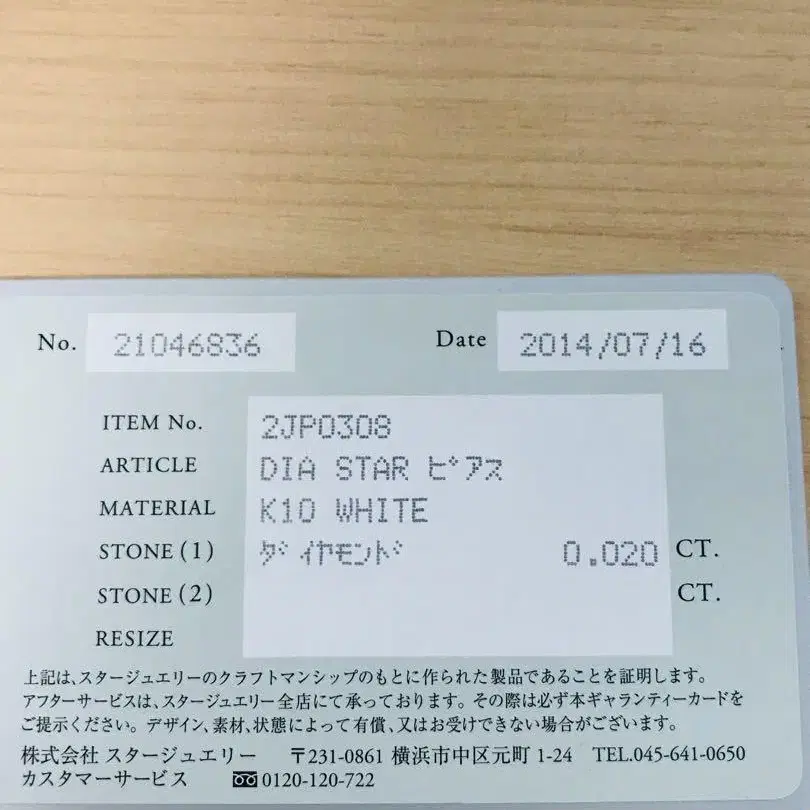 No. 21046836 Date 2014/07/16
ITEM No. 2JP0308
ARTICLE DIA STAR ピアス
MATERIAL K10 WHITE
STONE (1) ダイヤモンド 0.020 CT.
STONE (2) CT.
RESIZE
上記は、スタージュエリーのクラフトマンシップのもとに作られた製品であることを証明します。
アフターサービスは、スタージュエリー全店にて承っております。その際は必ず本ギャランティーカードを
ご提示ください。デザイン、素材、状態によって有償、又はお受けできない場合がございます。
株式会社 スタージュエリー 〒231-0861 横浜市中区元町 1-24 TEL.045-641-0650
カスタマーサービス 0120-120-722